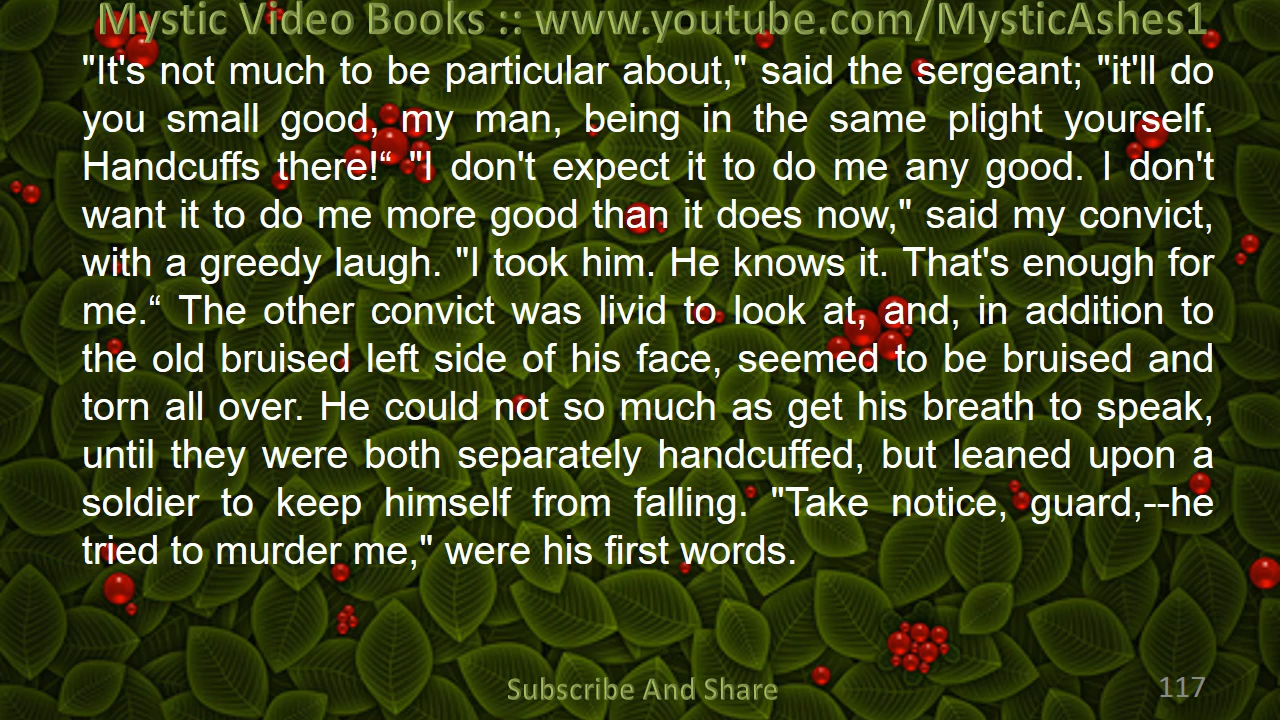 Mystic Video Books :: www.youtube.com/MysticAshes1
"It's not much to be particular about," said the sergeant; "it'll do
you small good, my man, being in the same plight yourself.
Handcuffs there!“ "I don't expect it to do me any good. I don't
want it to do me more good than it does now," said my convict,
with a greedy laugh. "I took him. He knows it. That's enough for
me.“ The other convict was livid to look at, and, in addition to
the old bruised left side of his face, seemed to be bruised and
torn all over. He could not so much as get his breath to speak,
until they were both separately handcuffed, but leaned upon a
soldier to keep himself from falling. "Take notice, guard,--he
tried to murder me," were his first words.
Subscribe And Share
117